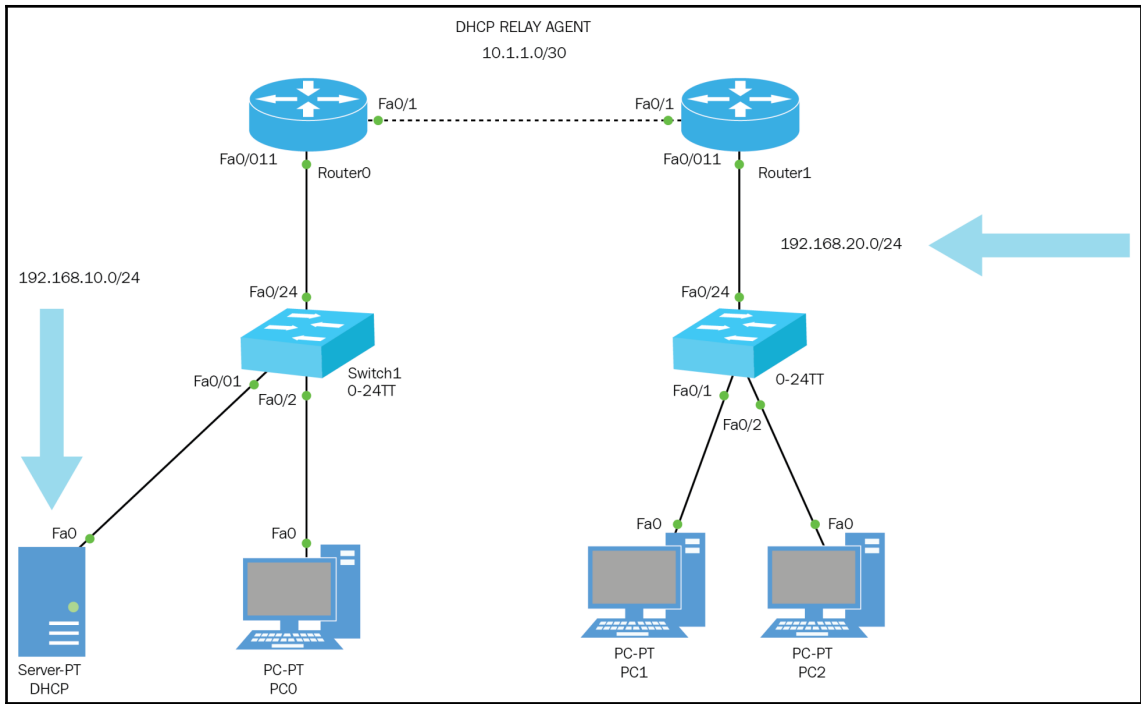 DHCP RELAY AGENT
10.1.1.0/30
Fa0/1
Fa0/1
Fa0/011
Router0
Fa0/011
Router1
192.168.20.0/24
192.168.10.0/24
Fa0/24
Fa0/24
Switch1
0-24TT
Fa0/01
Fa0/2
0-24TT
Fa0/1
Fa0/2
Fa0
Fa0
Fa0
Fa0
Server-PT
DHCP
PC-PT
PC0
PC-PT
PC1
PC-PT
PC2